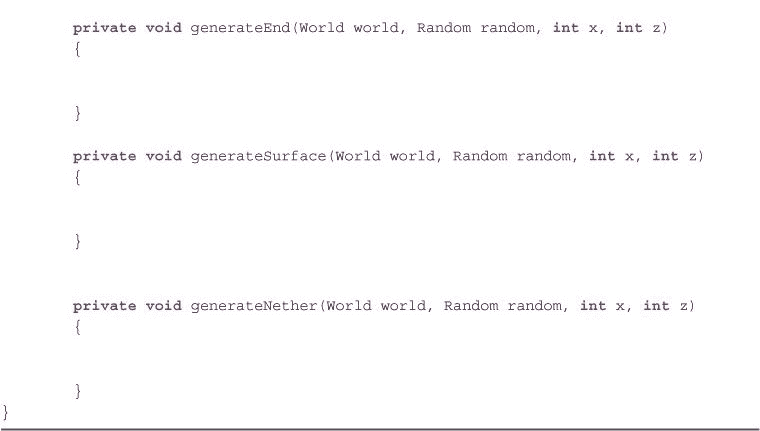 private void generateEnd(World world, Random random, int x, int z)
{
}
private void generateSurface(World world, Random random, int x, int z)
{
}
private void generateNether(World world, Random random, int x, int z)
{
}
}